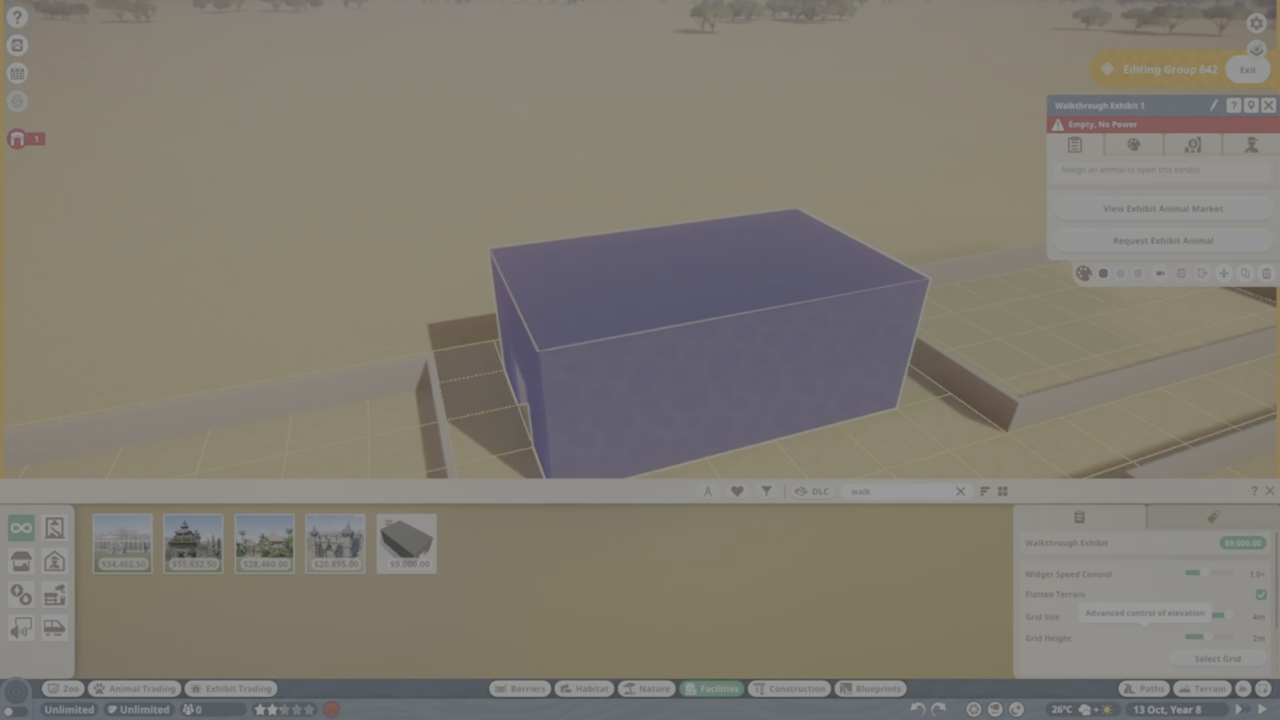 Editing Group 642
Exit
Walkthrough Exhibit 1
Empty, No Power
1
Assign an animal to open this exhibit
View Exhibit Animal Market
Request Exhibit Animal
DLC
walk
$34,402.50
$35,632.50
$28,460.00
$20,695.00
$9,000.00
Walkthrough Exhibit
$9,000.00
Widget Speed Control
1.0×
Flatten Terrain
Advanced control of elevation
Grid Size
4m
Grid Height
2m
Select Grid
Zoo
Animal Trading
Exhibit Trading
Barriers
Habitat
Nature
Facilities
Construction
Blueprints
Paths
Terrain
Unlimited
Unlimited
0
26°C
13 Oct, Year 8